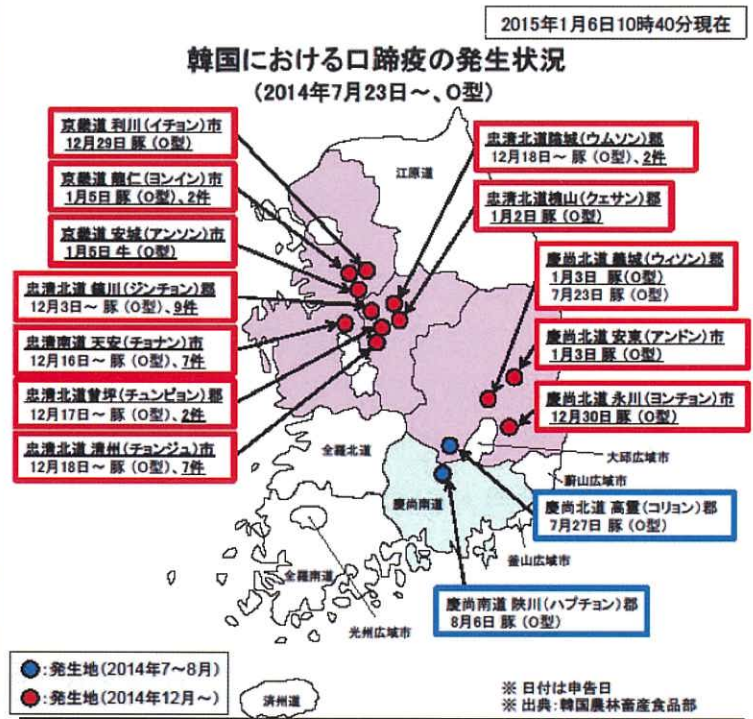 2015年1月6日10時40分現在
韓国における口蹄疫の発生状況
(2014年7月23日～、O型)
京畿道 利川(イチョン)市
12月29日 豚 (O型)
京畿道 龍仁(ヨンイン)市
1月5日 豚 (O型)、2件
京畿道 安城(アンソン)市
1月5日 牛 (O型)
忠清北道 鎮川(ジンチョン)郡
12月3日～ 豚 (O型)、9件
忠清南道 天安(チョナン)市
12月16日～ 豚 (O型)、7件
忠清北道曽坪(チュンピョン)郡
12月17日～ 豚 (O型)、2件
忠清北道 清州(チョンジュ)市
12月18日～ 豚 (O型)、7件
忠清北道陰城(ウムソン)郡
12月18日～ 豚 (O型)、2件
忠清北道槐山(クェサン)郡
1月2日 豚 (O型)
慶尚北道 義城(ウィソン)郡
1月3日 豚(O型)
7月23日 豚 (O型)
慶尚北道 安東(アンドン)市
1月3日 豚 (O型)
慶尚北道 永川(ヨンチョン)市
12月30日 豚 (O型)
慶尚北道 高霊(コリョン)郡
7月27日 豚 (O型)
慶尚南道 陜川(ハプチョン)郡
8月6日 豚 (O型)
江原道
全羅北道
大邱広域市
蔚山広域市
慶尚南道
釜山広域市
全羅南道
光州広域市
済州道
:発生地(2014年7～8月)
:発生地(2014年12月～)
※ 日付は申告日
※ 出典:韓国農林畜産食品部